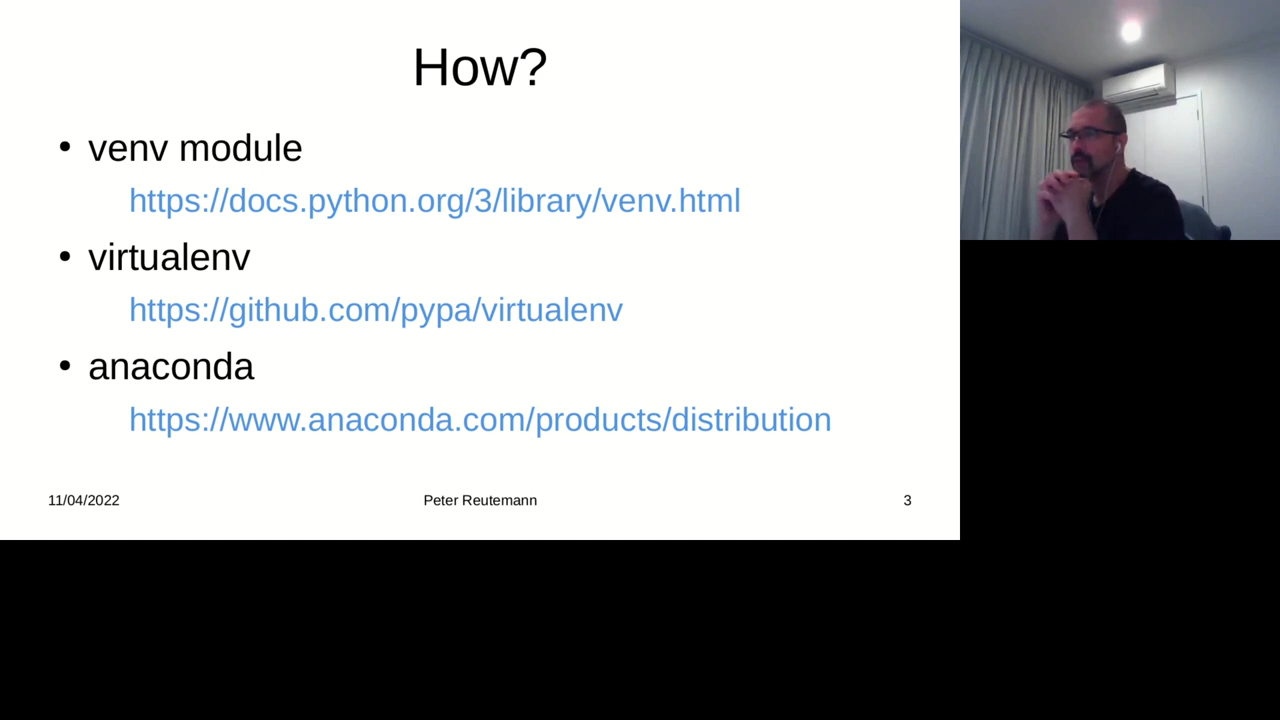 How?
• venv module
https://docs.python.org/3/library/venv.html
• virtualenv
https://github.com/pypa/virtualenv
• anaconda
https://www.anaconda.com/products/distribution
11/04/2022
Peter Reutemann
3